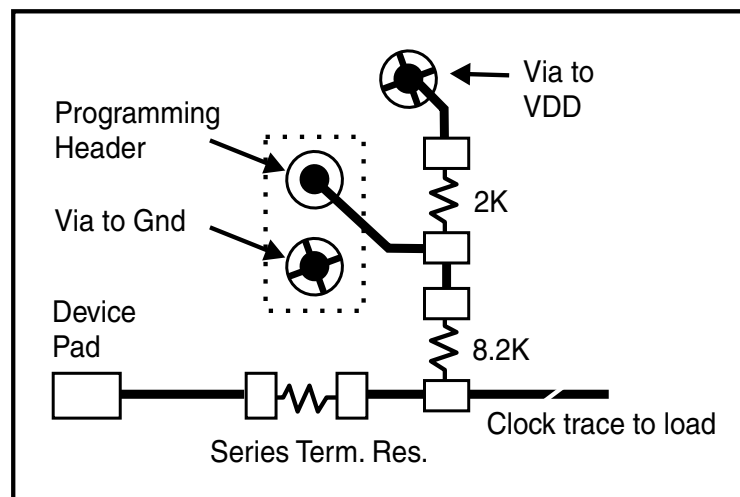 Via to
VDD
Programming
Header
2K
Via to Gnd
Device
Pad
8.2K
Clock trace to load
Series Term. Res.